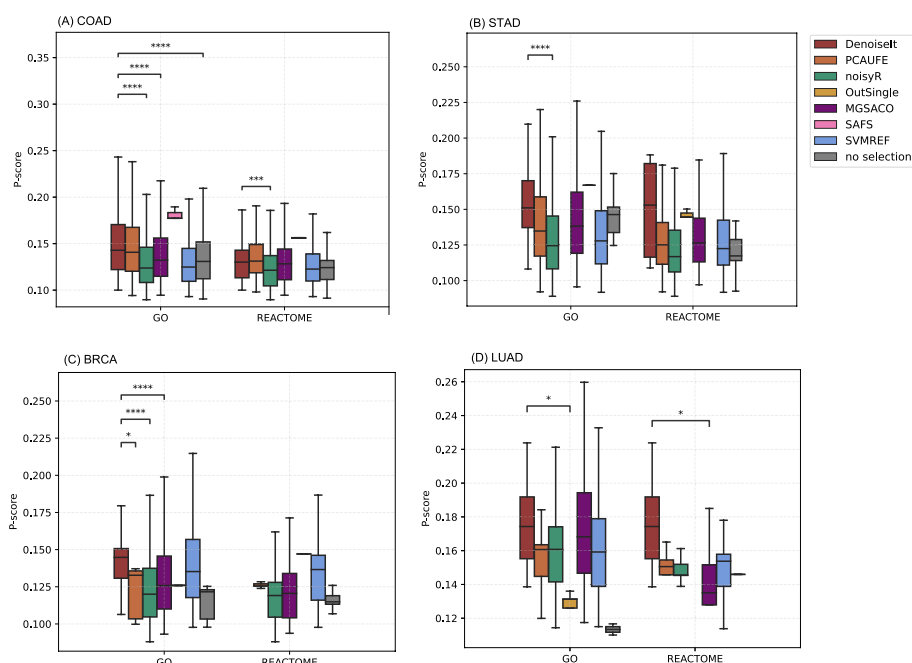 (A) COAD
(B) STAD
0.35
0.30
0.25
0.20
0.15
0.10
P-score
****
****
****
***
GO
REACTOME
0.250
0.225
0.200
0.175
0.150
0.125
0.100
P-score
****
GO
REACTOME
DenoiseIt
PCAUFE
noisyR
OutSingle
MGSACO
SAFS
SVMREF
no selection
(C) BRCA
(D) LUAD
0.250
0.225
0.200
0.175
0.150
0.125
0.100
P-score
****
****
*
GO
REACTOME
0.26
0.24
0.22
0.20
0.18
0.16
0.14
0.12
P-score
*
*
GO
REACTOME